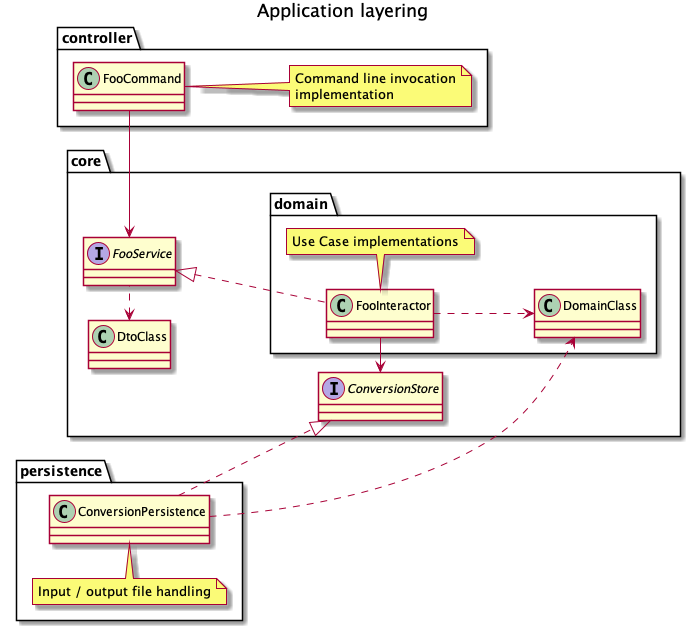 Application layering
controller
C FooCommand
Command line invocation
implementation
core
domain
Use Case implementations
I FooService
C FooInteractor
C DomainClass
C DtoClass
I ConversionStore
persistence
C ConversionPersistence
Input / output file handling